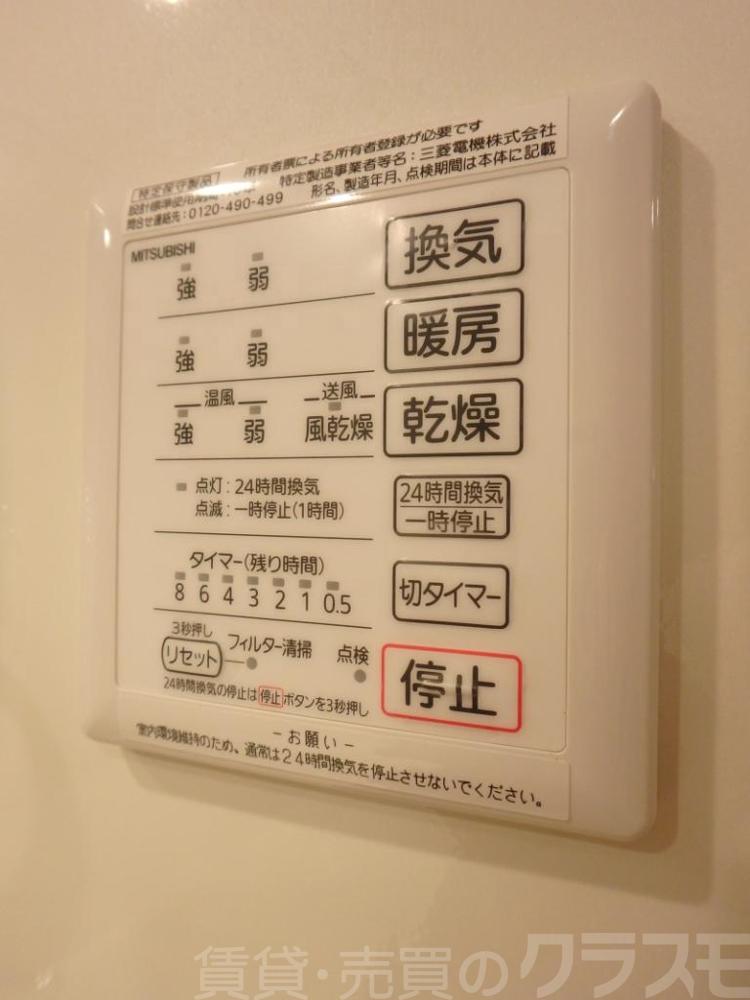 特定保守製品 所有者票による所有者登録が必要です
設計標準使用期間 特定製造事業者等名：三菱電機株式会社
問合せ連絡先：0120-490-499 形名、製造年月、点検期間は本体に記載
MITSUBISHI
強 弱 換気
強 弱 暖房
温風 送風
強 弱 風乾燥 乾燥
点灯：24時間換気
点滅：一時停止(1時間)
24時間換気
一時停止
タイマー(残り時間)
8 6 4 3 2 1 0.5
切タイマー
3秒押し
リセット フィルター清掃 点検
停止
24時間換気の停止は停止ボタンを3秒押し
－お願い－
室内環境維持のため、通常は24時間換気を停止させないでください。
賃貸・売買のクラスモ